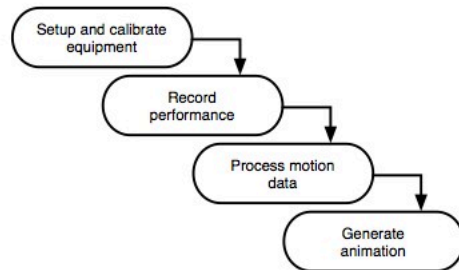 Setup and calibrate
equipment
Record
performance
Process motion
data
Generate
animation